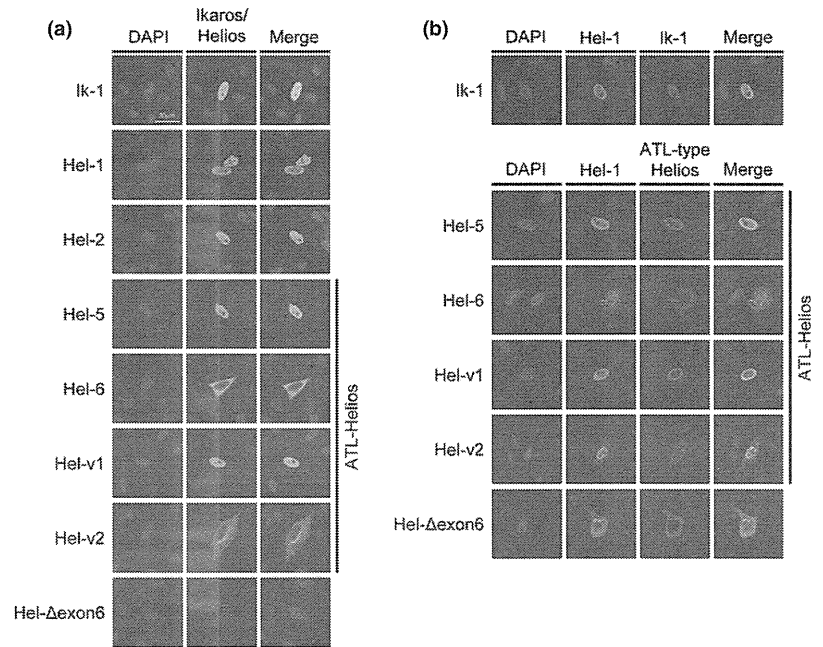 (a)
Ikaros/
DAPI Helios Merge
Ik-1
Hel-1
Hel-2
Hel-5
Hel-6
Hel-v1
Hel-v2
Hel-Δexon6
ATL-Helios
(b)
DAPI Hel-1 Ik-1 Merge
Ik-1
ATL-type
DAPI Hel-1 Helios Merge
Hel-5
Hel-6
Hel-v1
Hel-v2
Hel-Δexon6
ATL-Helios